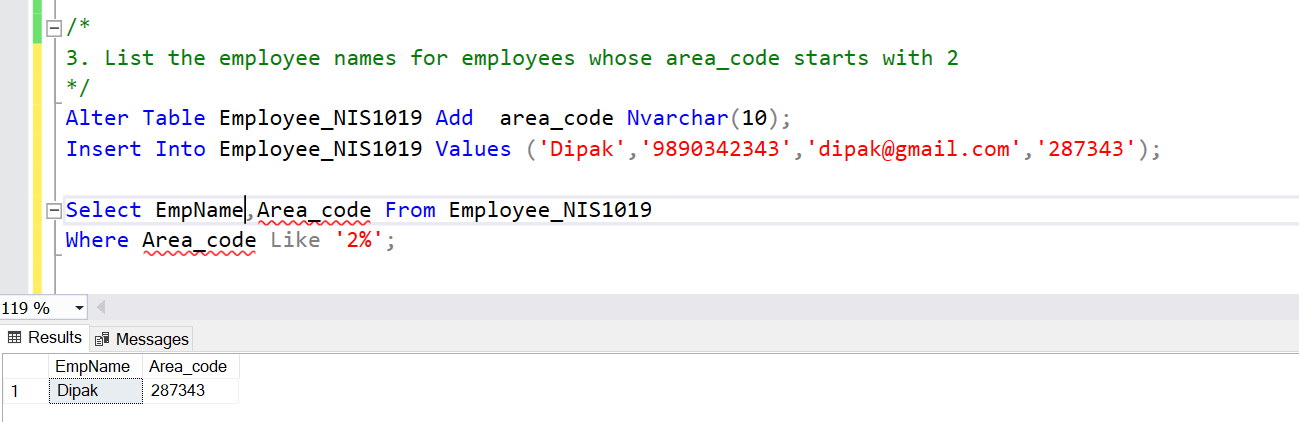 /*
3. List the employee names for employees whose area_code starts with 2
*/
Alter Table Employee_NIS1019 Add  area_code Nvarchar(10);
Insert Into Employee_NIS1019 Values ('Dipak','9890342343','dipak@gmail.com','287343');
Select EmpName,Area_code From Employee_NIS1019
Where Area_code Like '2%';
119 %
Results Messages
EmpName Area_code
1 Dipak 287343